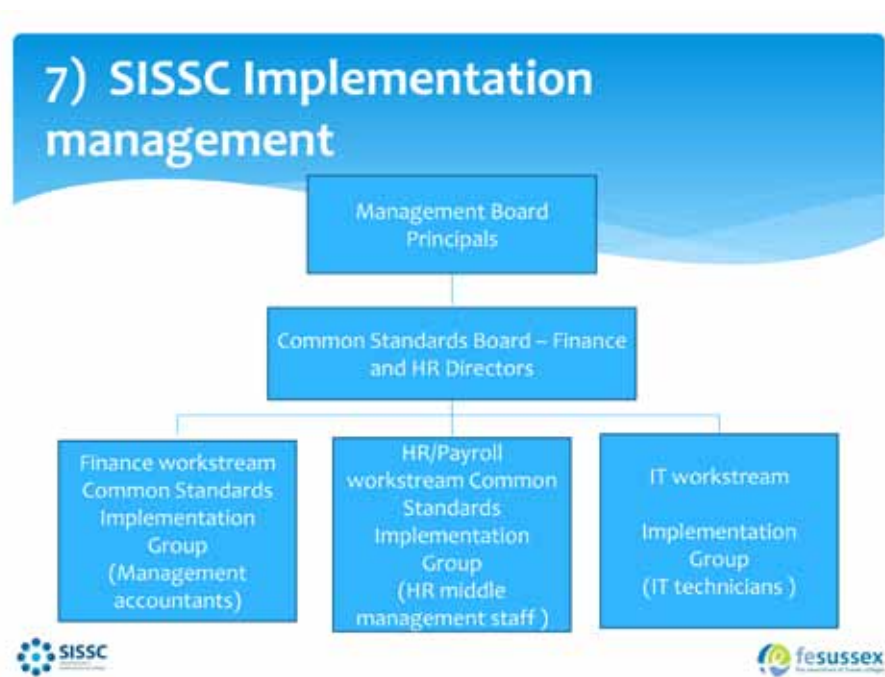 7) SISSC Implementation
management
Management Board
Principals
Common Standards Board – Finance
and HR Directors
Finance workstream
Common Standards
Implementation
Group
(Management
accountants)
HR/Payroll
workstream Common
Standards
Implementation
Group
(HR middle
management staff )
IT workstream
Implementation
Group
(IT technicians )
SISSC
fesussex